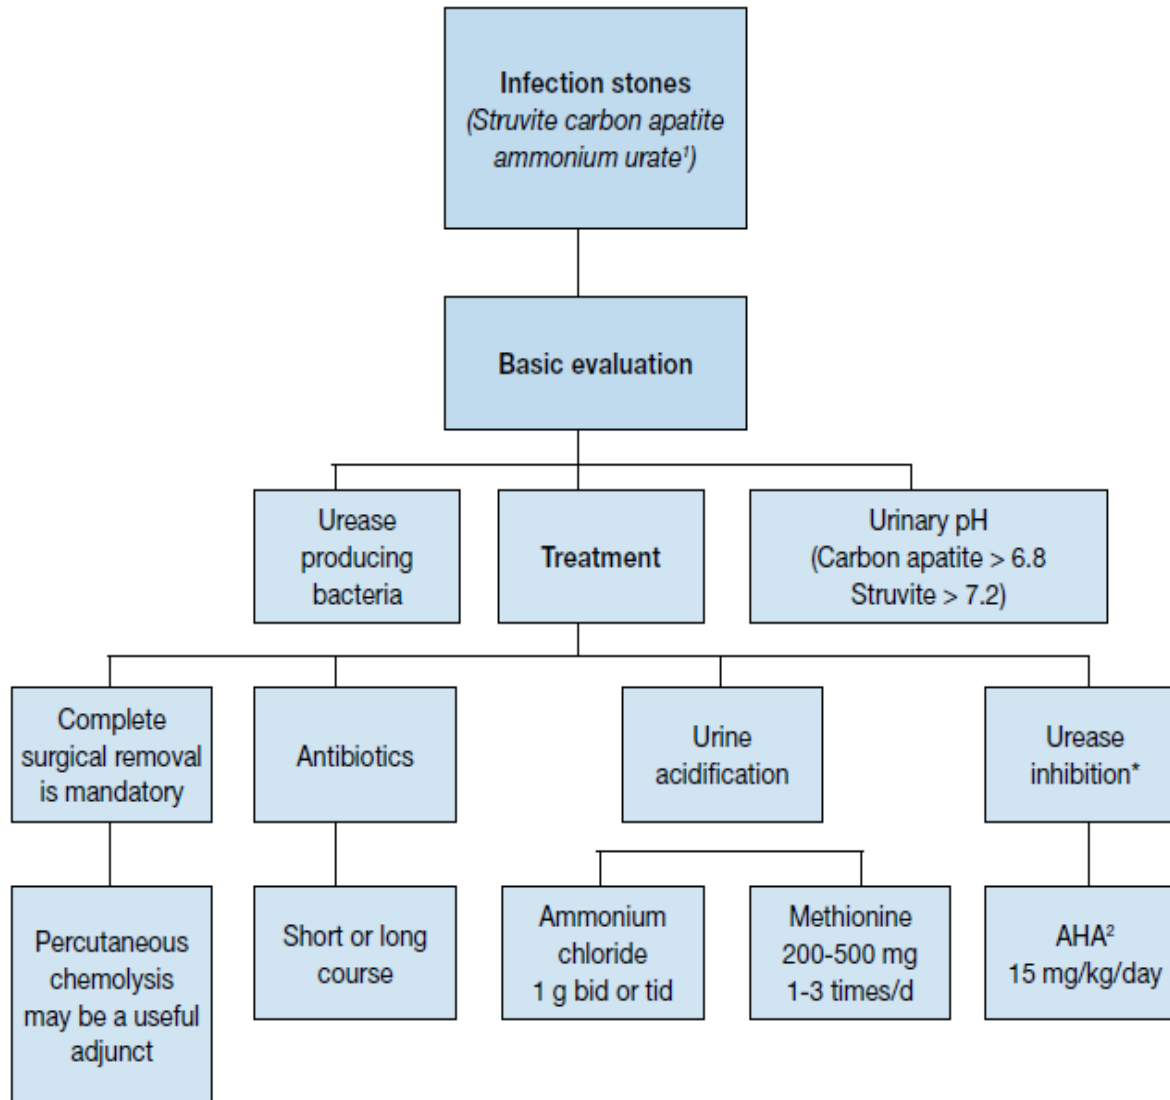 Infection stones
(Struvite carbon apatite
ammonium urate¹)
Basic evaluation
Urease
producing
bacteria
Treatment
Urinary pH
(Carbon apatite > 6.8
Struvite > 7.2)
Complete
surgical removal
is mandatory
Antibiotics
Urine
acidification
Urease
inhibition*
Percutaneous
chemolysis
may be a useful
adjunct
Short or long
course
Ammonium
chloride
1 g bid or tid
Methionine
200-500 mg
1-3 times/d
AHA²
15 mg/kg/day